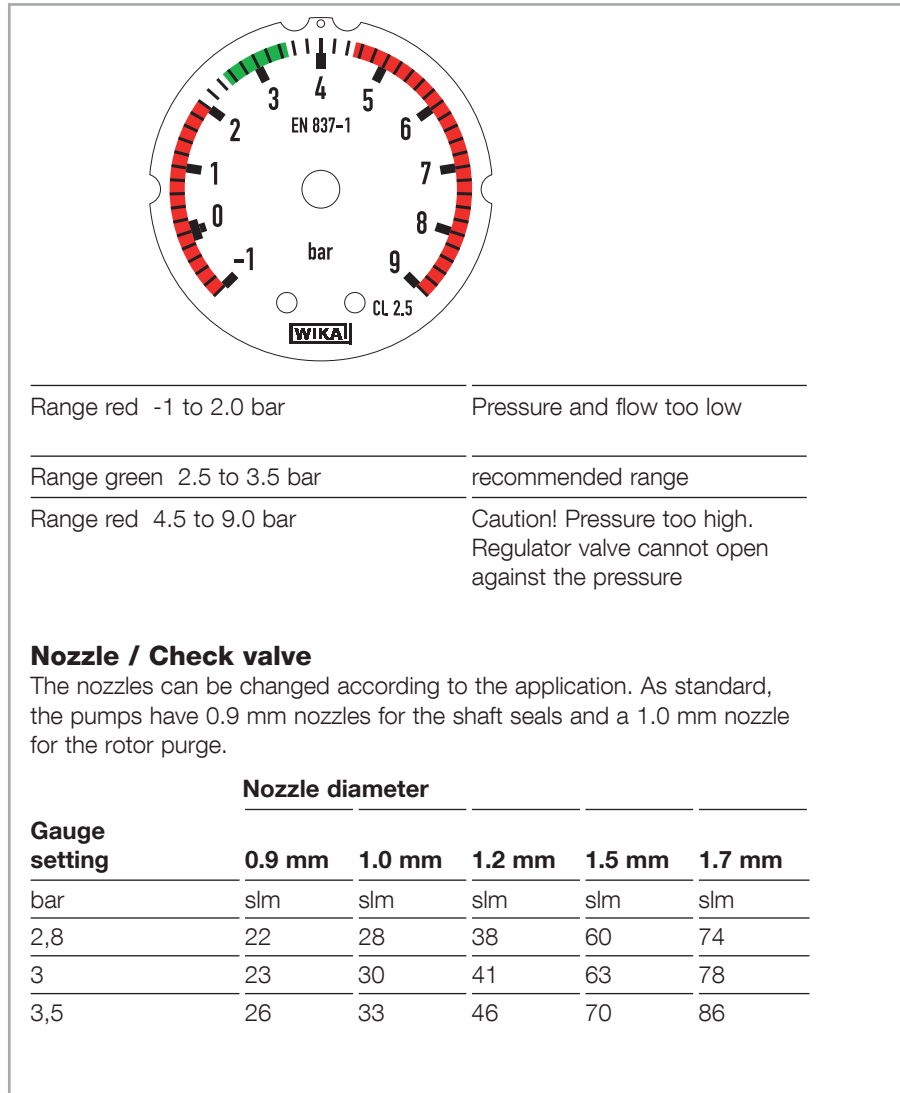 4
3
5
EN 837-1
2
6
1
7
0
8
-1
bar
9
CL 2.5
WIKA
Range red -1 to 2.0 bar Pressure and flow too low
Range green 2.5 to 3.5 bar recommended range
Range red 4.5 to 9.0 bar Caution! Pressure too high.
Regulator valve cannot open
against the pressure
Nozzle / Check valve
The nozzles can be changed according to the application. As standard,
the pumps have 0.9 mm nozzles for the shaft seals and a 1.0 mm nozzle
for the rotor purge.
Nozzle diameter
Gauge
setting 0.9 mm 1.0 mm 1.2 mm 1.5 mm 1.7 mm
bar slm slm slm slm slm
2,8 22 28 38 60 74
3 23 30 41 63 78
3,5 26 33 46 70 86